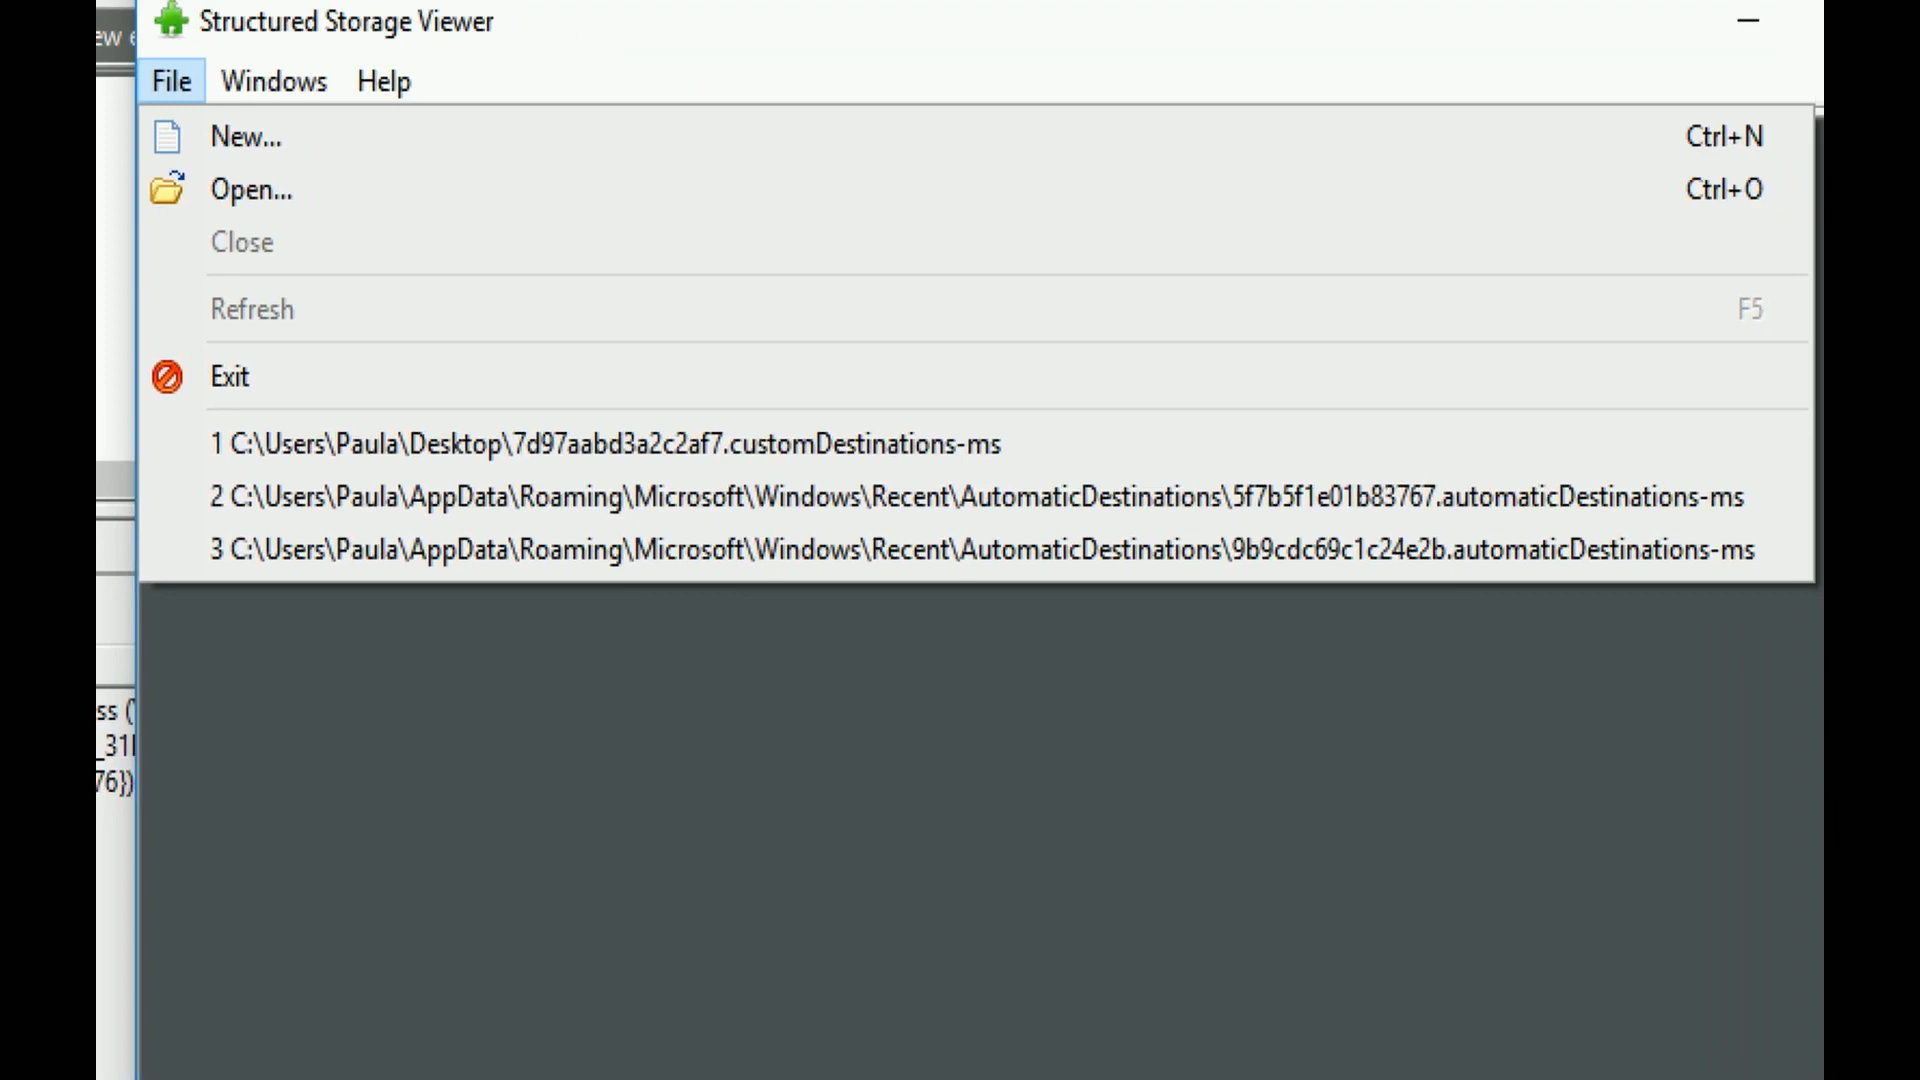 Structured Storage Viewer
File Windows Help
New... Ctrl+N
Open... Ctrl+O
Close
Refresh F5
Exit
1 C:\Users\Paula\Desktop\7d97aabd3a2c2af7.customDestinations-ms
2 C:\Users\Paula\AppData\Roaming\Microsoft\Windows\Recent\AutomaticDestinations\5f7b5f1e01b83767.automaticDestinations-ms
3 C:\Users\Paula\AppData\Roaming\Microsoft\Windows\Recent\AutomaticDestinations\9b9cdc69c1c24e2b.automaticDestinations-ms